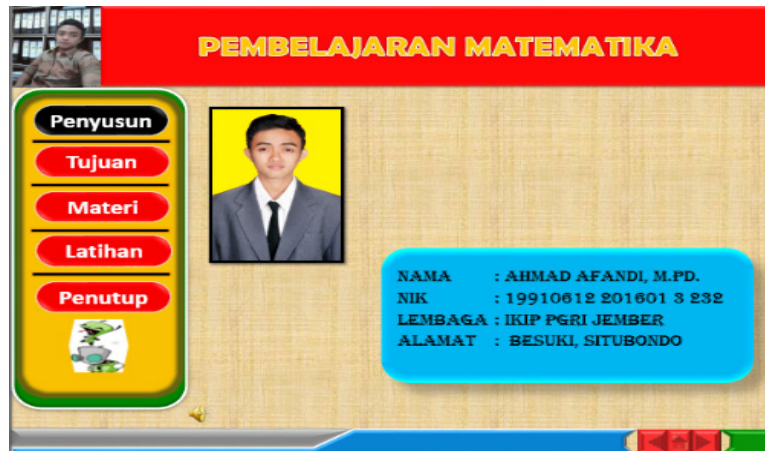 PEMBELAJARAN MATEMATIKA
Penyusun
Tujuan
Materi
Latihan
Penutup
NAMA : AHMAD AFANDI, M.PD.
NIK : 19910612 201601 3 232
LEMBAGA : IKIP PGRI JEMBER
ALAMAT : BESUKI, SITUBONDO